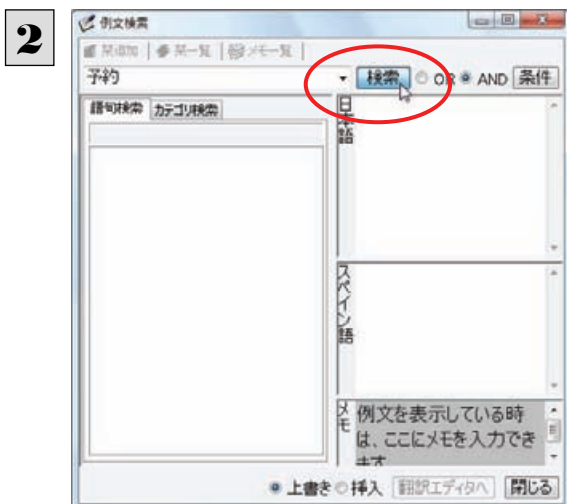 2
例文検索
栞追加 栞一覧 メモ一覧
予約 検索 OR AND 条件
語句検索 カテゴリ検索
日本語
スペイン語
メモ
例文を表示している時
は、ここにメモを入力でき
ます
上書き 挿入 翻訳エディタへ 閉じる